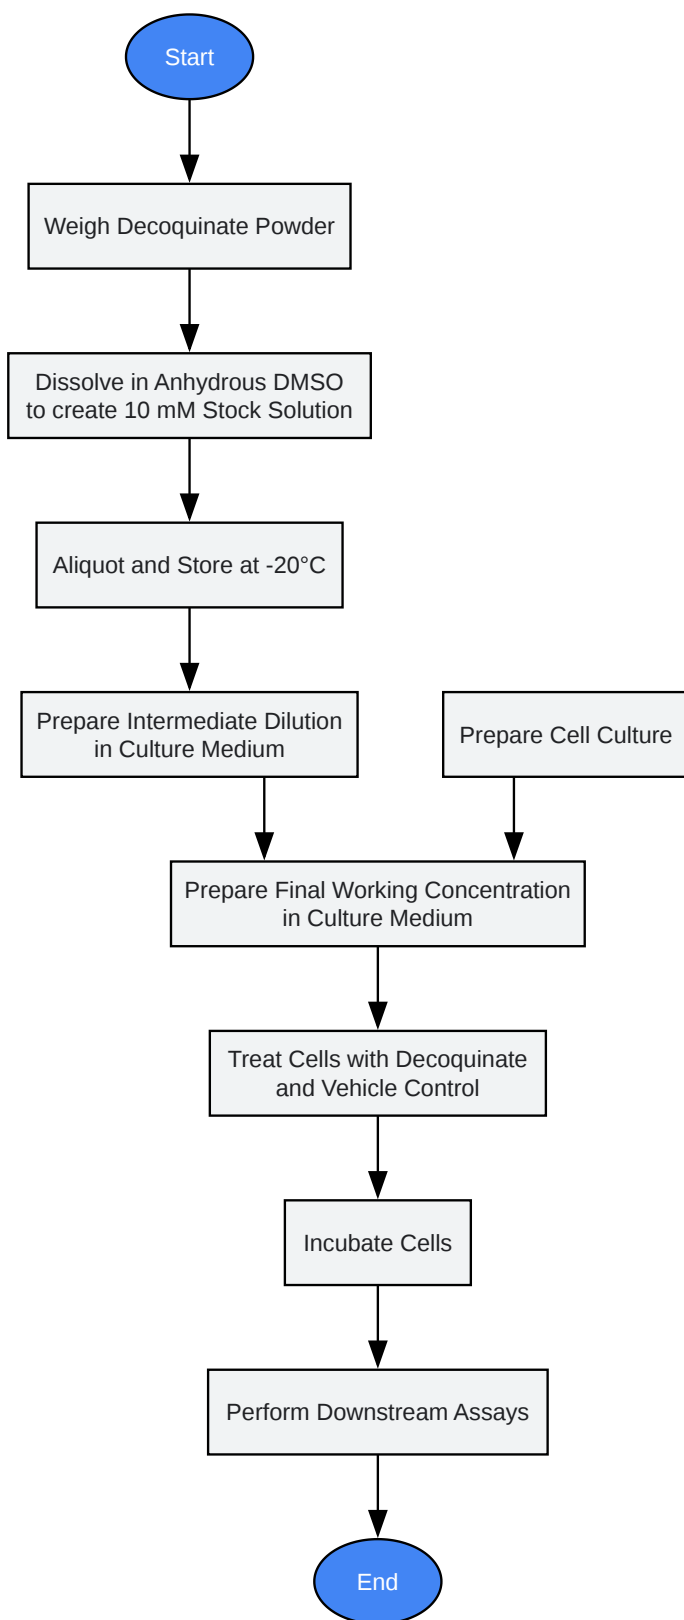 Start
Weigh Decoquinate Powder
Dissolve in Anhydrous DMSO
to create 10 mM Stock Solution
Aliquot and Store at -20°C
Prepare Intermediate Dilution
in Culture Medium
Prepare Cell Culture
Prepare Final Working Concentration
in Culture Medium
Treat Cells with Decoquinate
and Vehicle Control
Incubate Cells
Perform Downstream Assays
End